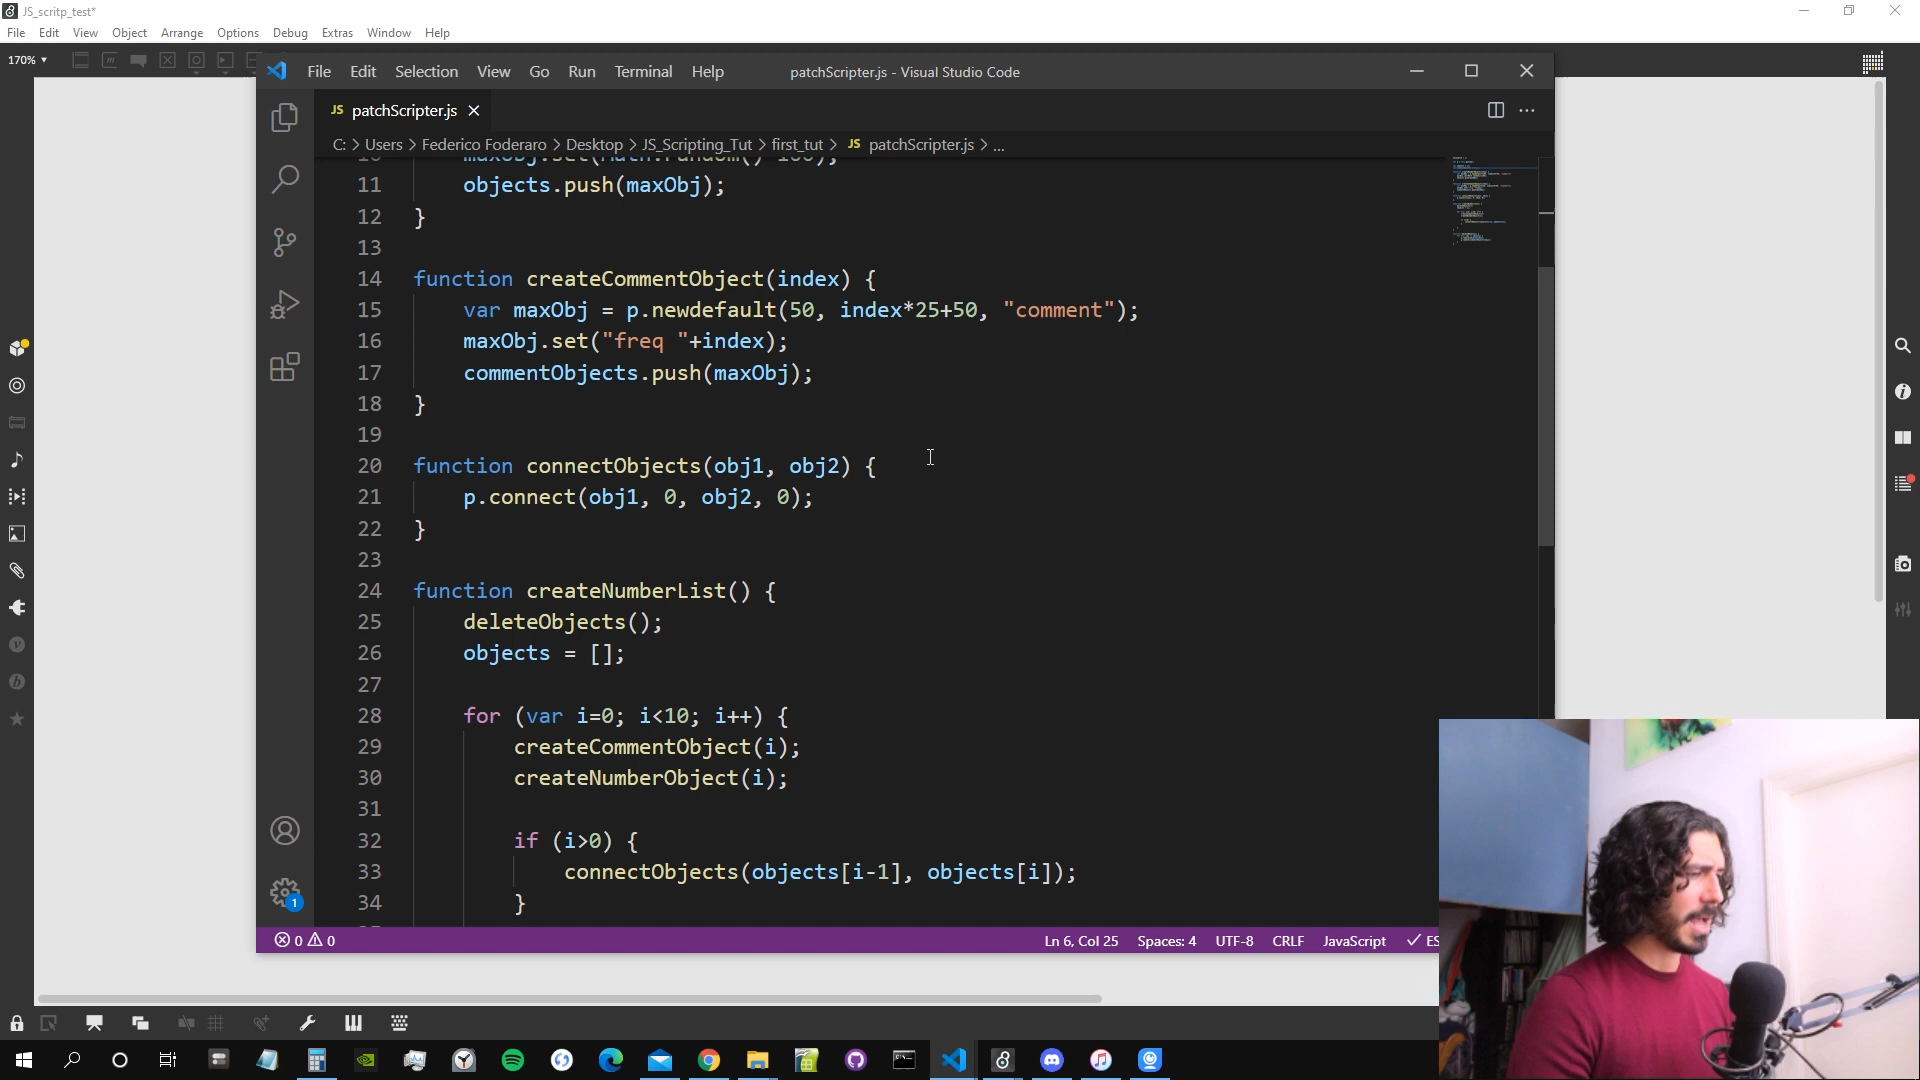 JS_scritp_test*
File Edit View Object Arrange Options Debug Extras Window Help
170%
File Edit Selection View Go Run Terminal Help patchScripter.js - Visual Studio Code
JS patchScripter.js
C: > Users > Federico Foderaro > Desktop > JS_Scripting_Tut > first_tut > JS patchScripter.js > ...
11 objects.push(maxObj);
12 }
13
14 function createCommentObject(index) {
15 var maxObj = p.newdefault(50, index*25+50, "comment");
16 maxObj.set("freq "+index);
17 commentObjects.push(maxObj);
18 }
19
20 function connectObjects(obj1, obj2) {
21 p.connect(obj1, 0, obj2, 0);
22 }
23
24 function createNumberList() {
25 deleteObjects();
26 objects = [];
27
28 for (var i=0; i<10; i++) {
29 createCommentObject(i);
30 createNumberObject(i);
31
32 if (i>0) {
33 connectObjects(objects[i-1], objects[i]);
34 }
1
0 0 Ln 6, Col 25 Spaces: 4 UTF-8 CRLF JavaScript ES